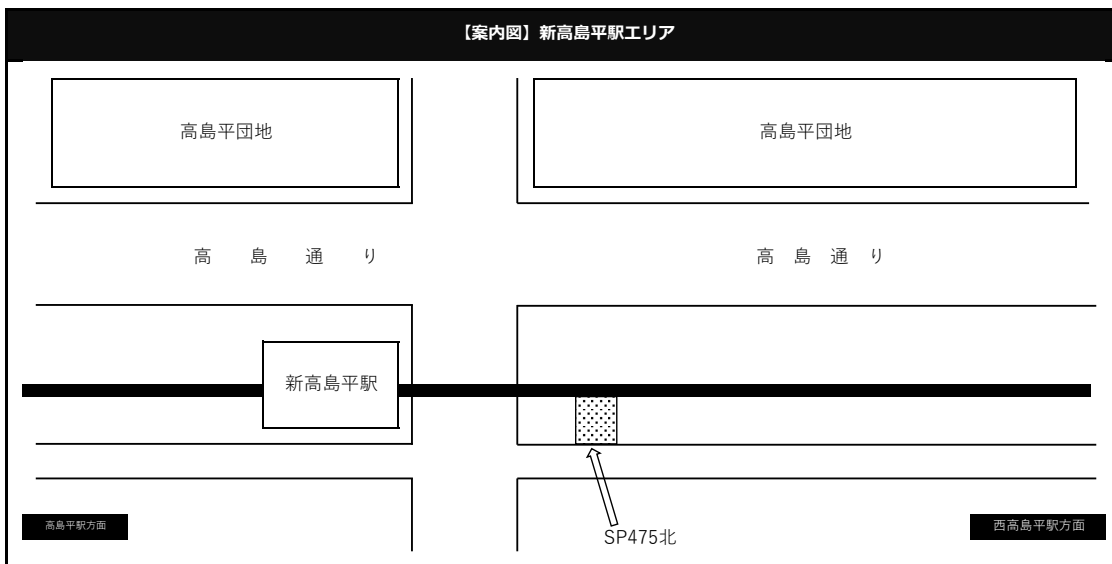 【案内図】新高島平駅エリア
高島平団地
高島平団地
高島通り
高島通り
新高島平駅
高島平駅方面
西高島平駅方面
SP475北